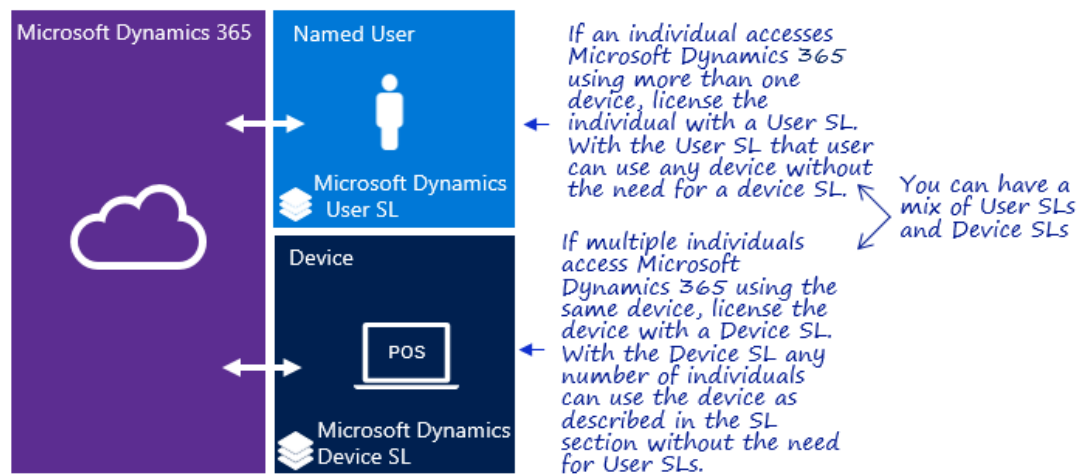 Microsoft Dynamics 365
Named User
Microsoft Dynamics
User SL
If an individual accesses
Microsoft Dynamics 365
using more than one
device, license the
individual with a User SL.
With the User SL that user
can use any device without
the need for a device SL.
You can have a
mix of User SLs
and Device SLs
Device
POS
Microsoft Dynamics
Device SL
If multiple individuals
access Microsoft
Dynamics 365 using the
same device, license the
device with a Device SL.
With the Device SL any
number of individuals
can use the device as
described in the SL
section without the need
for User SLs.